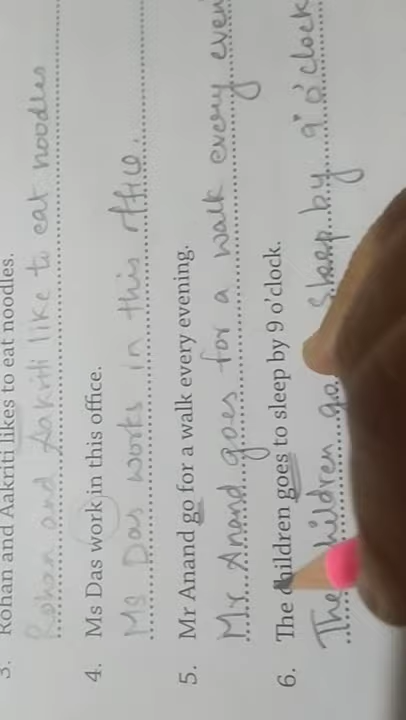 3. Rohan and Aakriti likes to eat noodles.
Rohan and Aakriti like to eat noodles
4. Ms Das work in this office.
Ms Das works in this office.
5. Mr Anand go for a walk every evening.
Mr Anand goes for a walk every even
6. The children goes to sleep by 9 o'clock.
The children go sleep by 9 o'clock